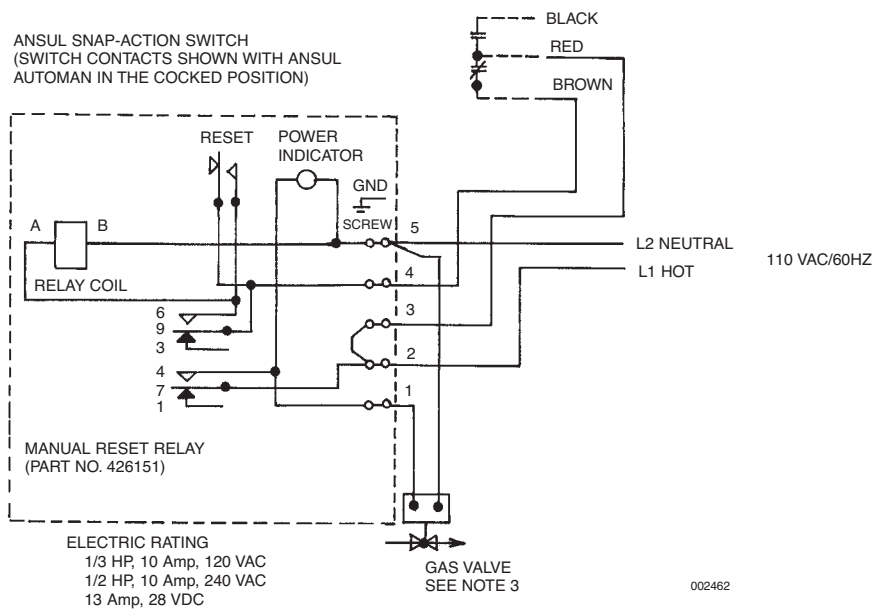 BLACK
ANSUL SNAP-ACTION SWITCH
(SWITCH CONTACTS SHOWN WITH ANSUL
AUTOMAN IN THE COCKED POSITION)
RED
BROWN
RESET
POWER
INDICATOR
GND
SCREW
A
B
5
L2 NEUTRAL
L1 HOT
110 VAC/60HZ
RELAY COIL
4
6
9
3
3
4
7
1
2
1
MANUAL RESET RELAY
(PART NO. 426151)
ELECTRIC RATING
1/3 HP, 10 Amp, 120 VAC
1/2 HP, 10 Amp, 240 VAC
13 Amp, 28 VDC
GAS VALVE
SEE NOTE 3
002462